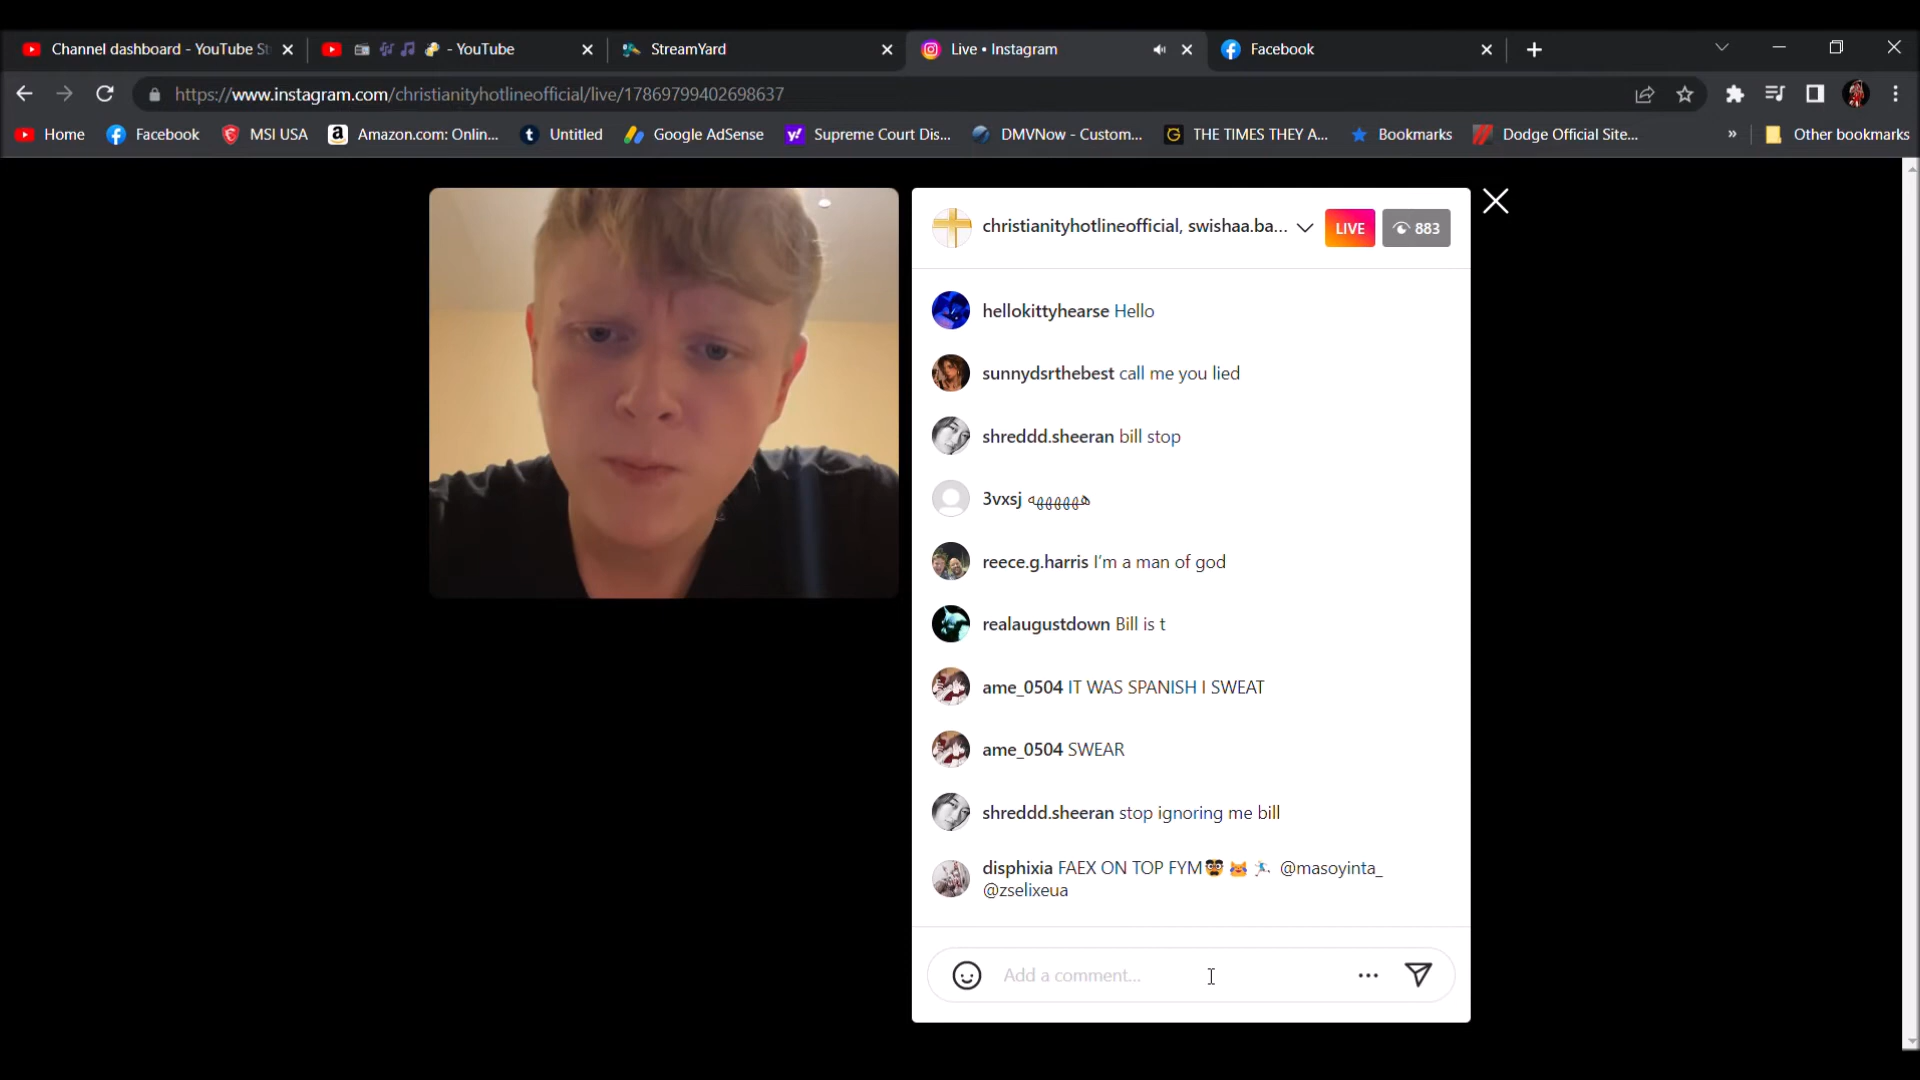 Channel dashboard - YouTube St
- YouTube
StreamYard
Live • Instagram
Facebook
https://www.instagram.com/christianityhotlineofficial/live/17869799402698637
Home
Facebook
MSI USA
Amazon.com: Onlin...
Untitled
Google AdSense
Supreme Court Dis...
DMVNow - Custom...
THE TIMES THEY A...
Bookmarks
Dodge Official Site...
»
Other bookmarks
christianityhotlineofficial, swishaa.ba...
LIVE
883
hellokittyhearse Hello
sunnydsrthebest call me you lied
shreddd.sheeran bill stop
3vxsj ههههههه
reece.g.harris I'm a man of god
realaugustdown Bill is t
ame_0504 IT WAS SPANISH I SWEAT
ame_0504 SWEAR
shreddd.sheeran stop ignoring me bill
disphixia FAEX ON TOP FYM🥸 😹 🏃 @masoyinta_
@zselixeua
Add a comment...